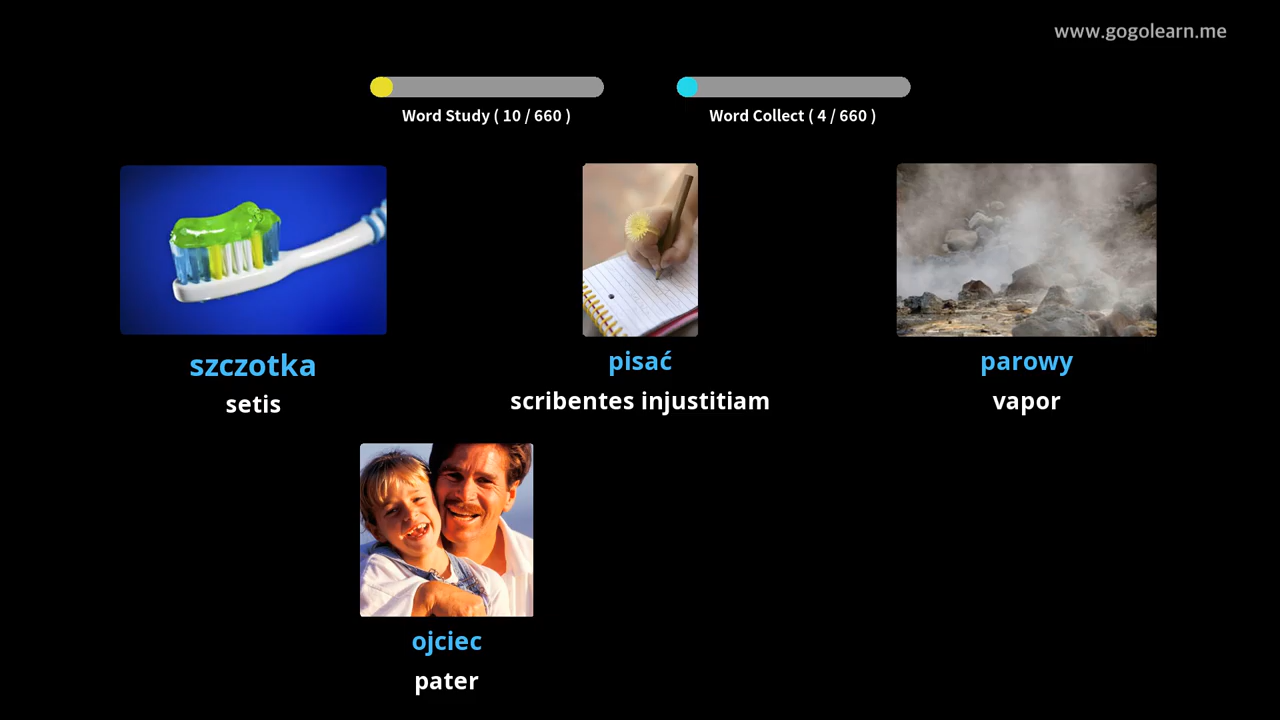 www.gogolearn.me
Word Study ( 10 / 660 )
Word Collect ( 4 / 660 )
szczotka
setis
pisać
scribentes injustitiam
parowy
vapor
ojciec
pater